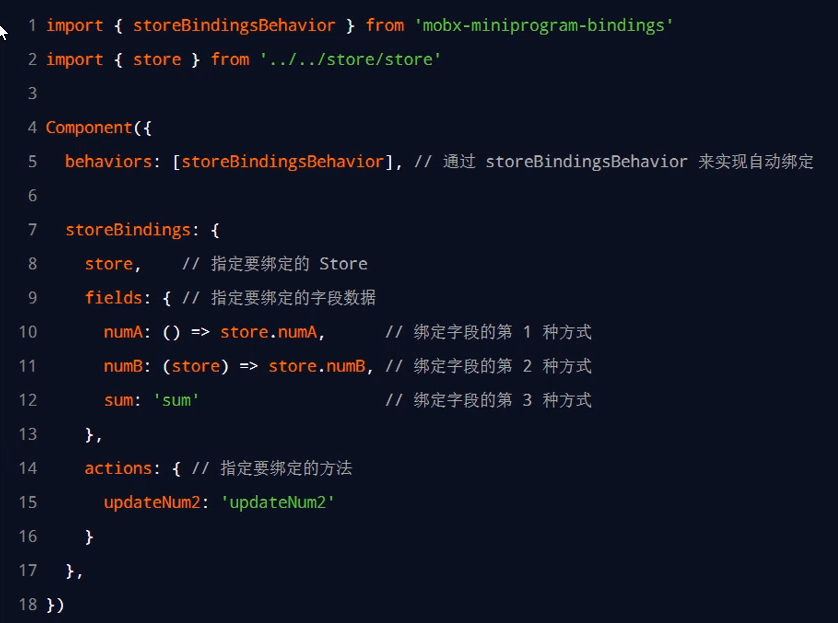 1 import { storeBindingsBehavior } from 'mobx-miniprogram-bindings'
2 import { store } from '../../store/store'
3
4 Component({
5   behaviors: [storeBindingsBehavior], // 通过 storeBindingsBehavior 来实现自动绑定
6
7   storeBindings: {
8     store,    // 指定要绑定的 Store
9     fields: { // 指定要绑定的字段数据
10       numA: () => store.numA,      // 绑定字段的第 1 种方式
11       numB: (store) => store.numB, // 绑定字段的第 2 种方式
12       sum: 'sum'                   // 绑定字段的第 3 种方式
13     },
14     actions: { // 指定要绑定的方法
15       updateNum2: 'updateNum2'
16     }
17   },
18 })